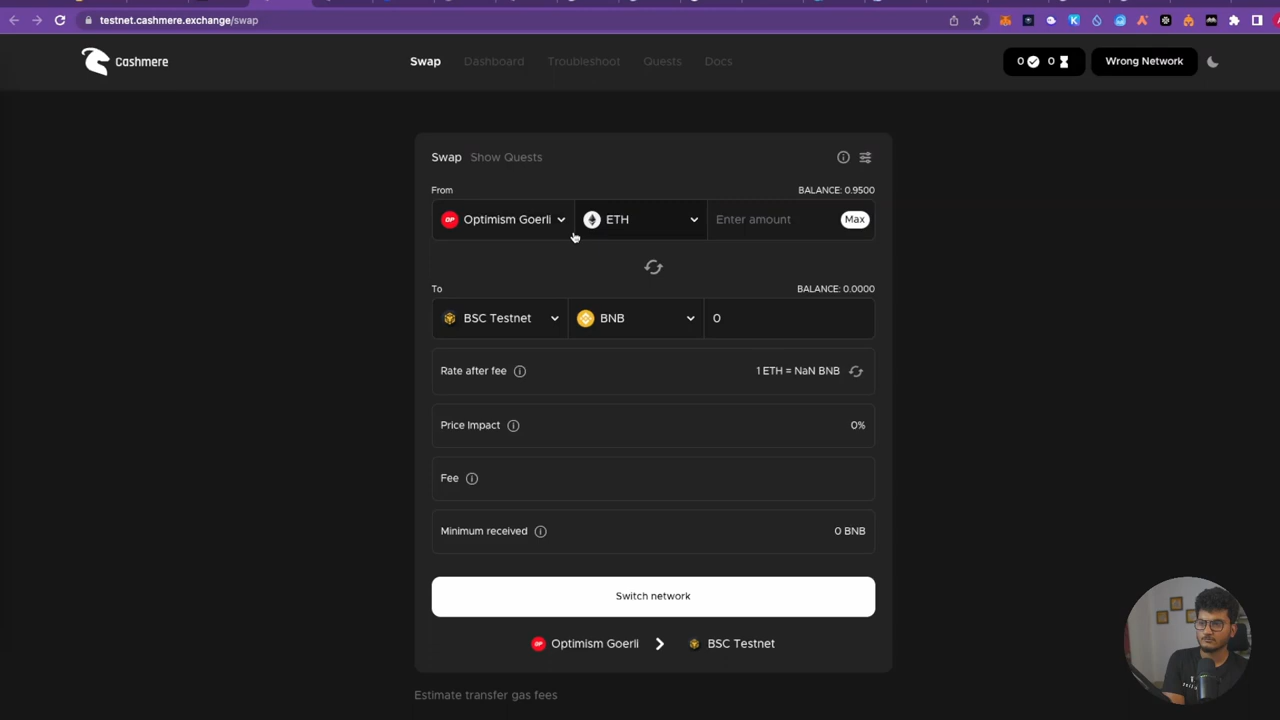 testnet.cashmere.exchange/swap
Cashmere
Swap Dashboard Troubleshoot Quests Docs
0 0
Wrong Network
Swap Show Quests
From BALANCE: 0.9500
OP Optimism Goerli ETH Enter amount Max
To BALANCE: 0.0000
BSC Testnet BNB 0
Rate after fee 1 ETH = NaN BNB
Price Impact 0%
Fee
Minimum received 0 BNB
Switch network
OP Optimism Goerli BSC Testnet
Estimate transfer gas fees